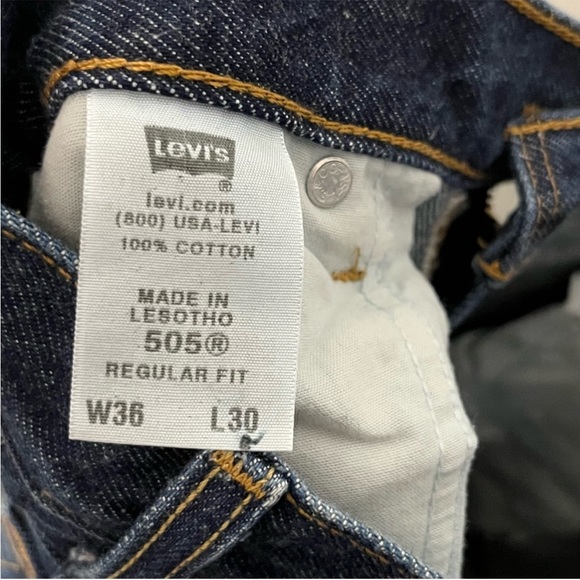 Levi's
®
levi.com
(800) USA-LEVI
100% COTTON
MADE IN
LESOTHO
505®
REGULAR FIT
W36 L30